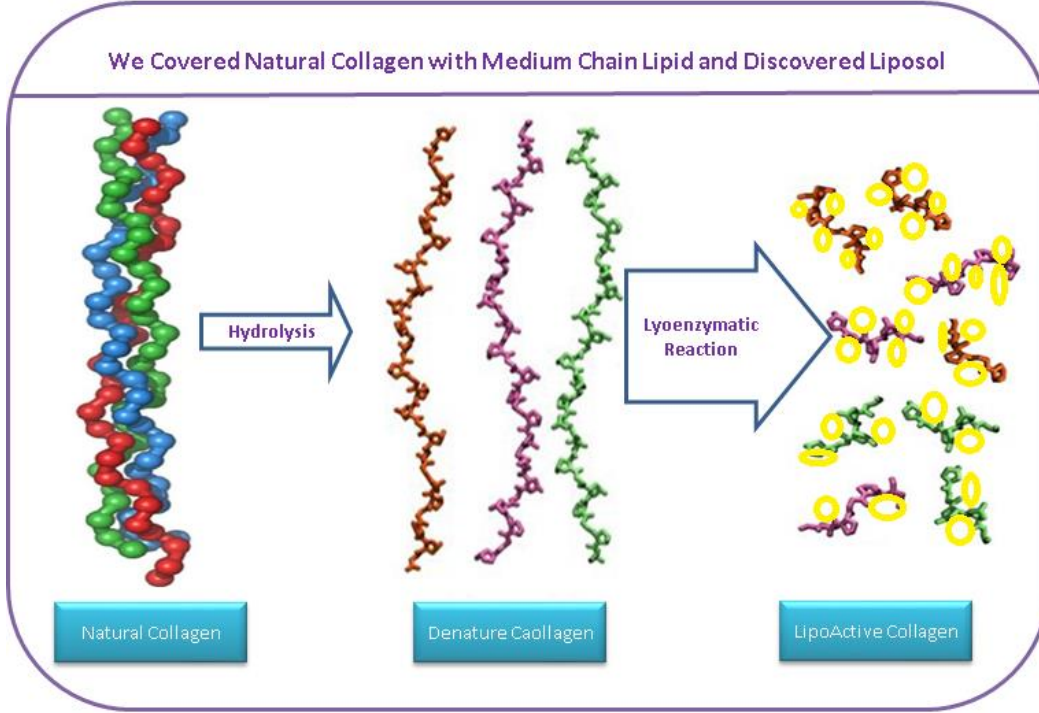 We Covered Natural Collagen with Medium Chain Lipid and Discovered Liposol
Hydrolysis
Lyoenzymatic
Reaction
Natural Collagen
Denature Caollagen
LipoActive Collagen